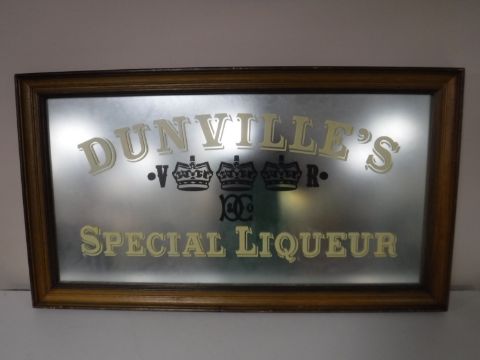 DUNVILLE'S
·V R·
D&C
SPECIAL LIQUEUR